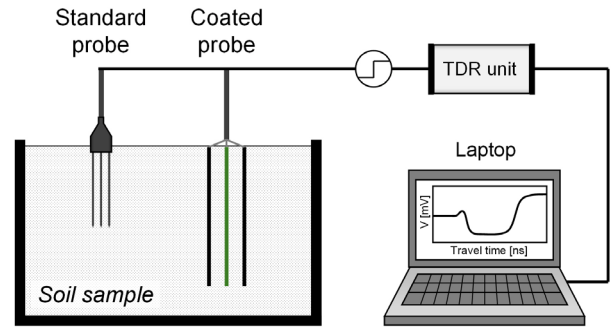 Standard
probe
Coated
probe
TDR unit
Laptop
V [mV]
Travel time [ns]
Soil sample